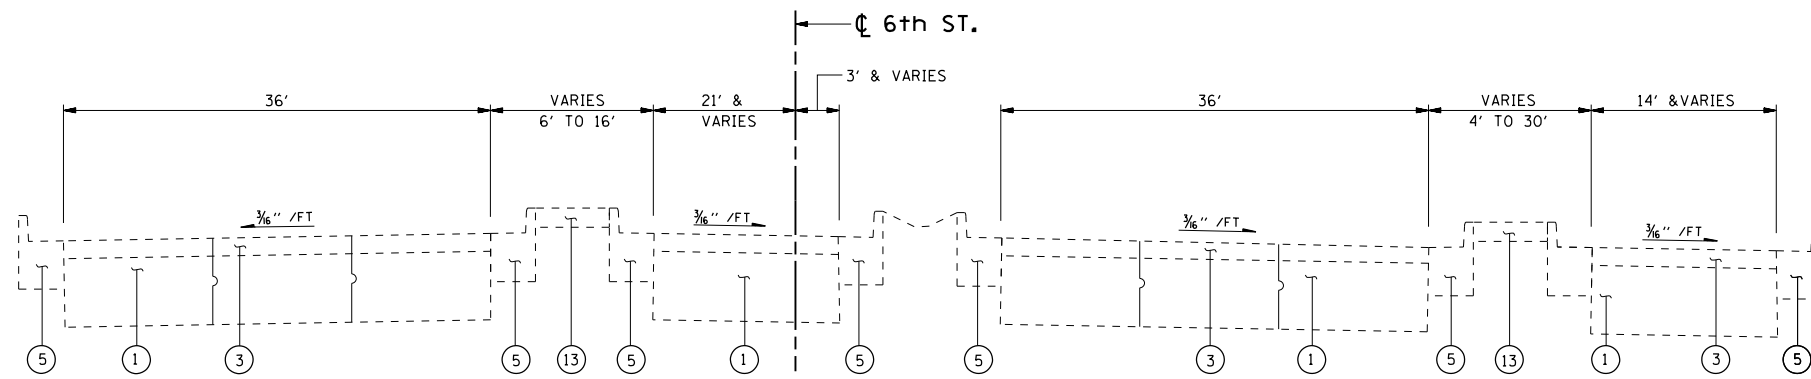 ℄ 6th ST.
3' & VARIES
36'
VARIES
6' TO 16'
21' &
VARIES
36'
VARIES
4' TO 30'
14' &VARIES
3/16" /FT
3/16" /FT
3/16" /FT
3/16" /FT
5
1
3
5
13
5
1
5
5
3
1
5
13
1
3
5